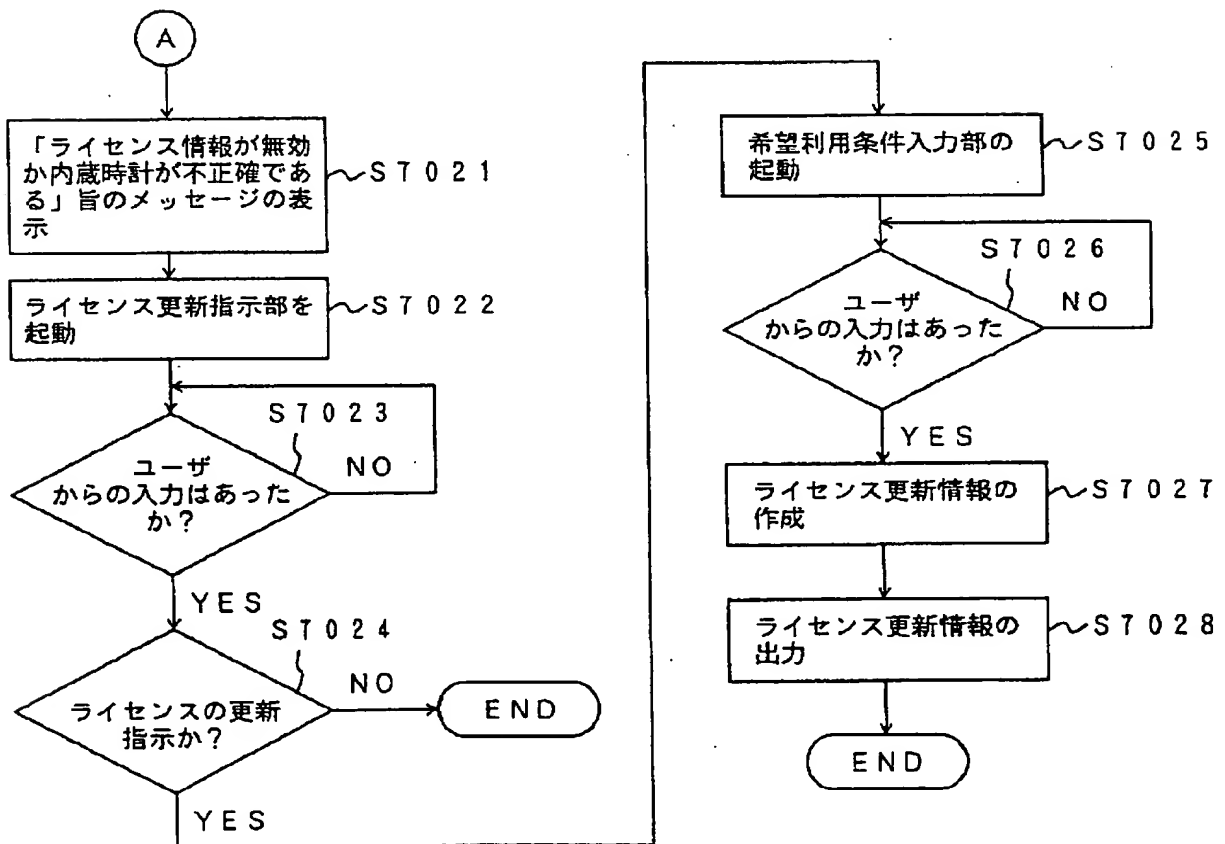 A
「ライセンス情報が無効
か内蔵時計が不正確であ
る」旨のメッセージの表
示
S7021
ライセンス更新指示部を
起動
S7022
S7023
ユーザ
からの入力はあった
か？
NO
YES
S7024
ライセンスの更新
指示か？
NO
END
YES
希望利用条件入力部の
起動
S7025
S7026
ユーザ
からの入力はあった
か？
NO
YES
ライセンス更新情報の
作成
S7027
ライセンス更新情報の
出力
S7028
END